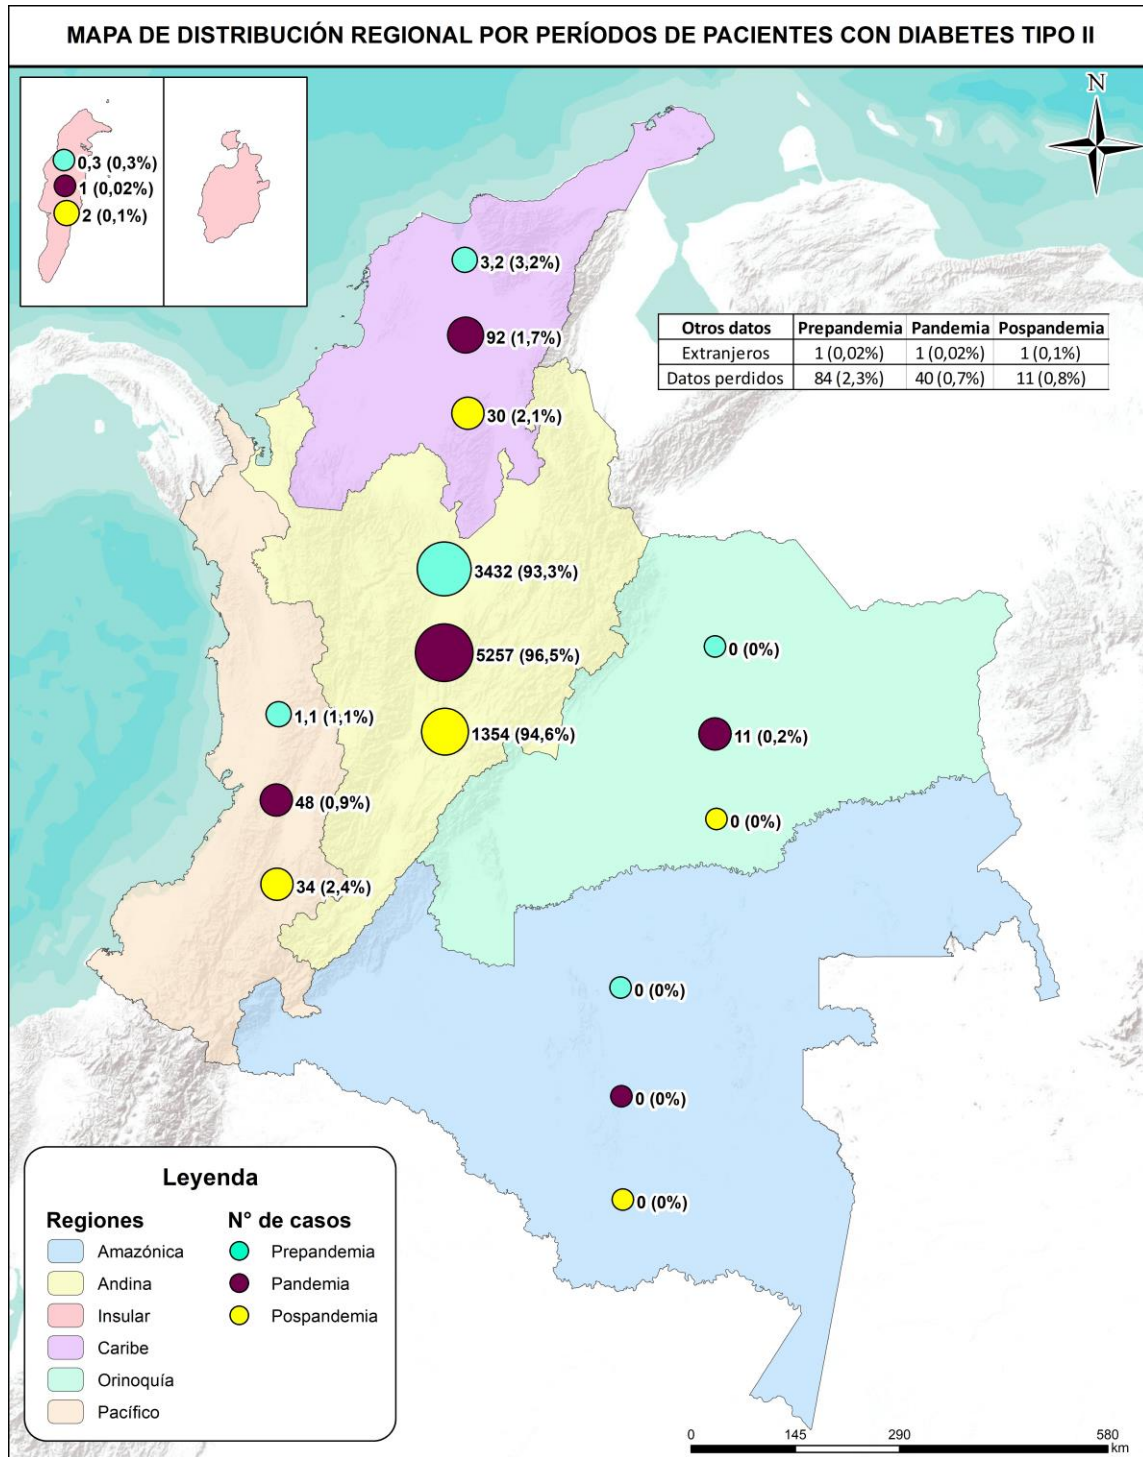 MAPA DE DISTRIBUCIÓN REGIONAL POR PERÍODOS DE PACIENTES CON DIABETES TIPO II
N
0,3 (0,3%)
1 (0,02%)
2 (0,1%)
3,2 (3,2%)
92 (1,7%)
30 (2,1%)
Otros datos Prepandemia Pandemia Pospandemia
Extranjeros 1 (0,02%) 1 (0,02%) 1 (0,1%)
Datos perdidos 84 (2,3%) 40 (0,7%) 11 (0,8%)
3432 (93,3%)
5257 (96,5%)
1354 (94,6%)
0 (0%)
11 (0,2%)
0 (0%)
1,1 (1,1%)
48 (0,9%)
34 (2,4%)
0 (0%)
0 (0%)
0 (0%)
Leyenda
Regiones
Amazónica
Andina
Insular
Caribe
Orinoquía
Pacífico
N° de casos
Prepandemia
Pandemia
Pospandemia
0 145 290 580
km